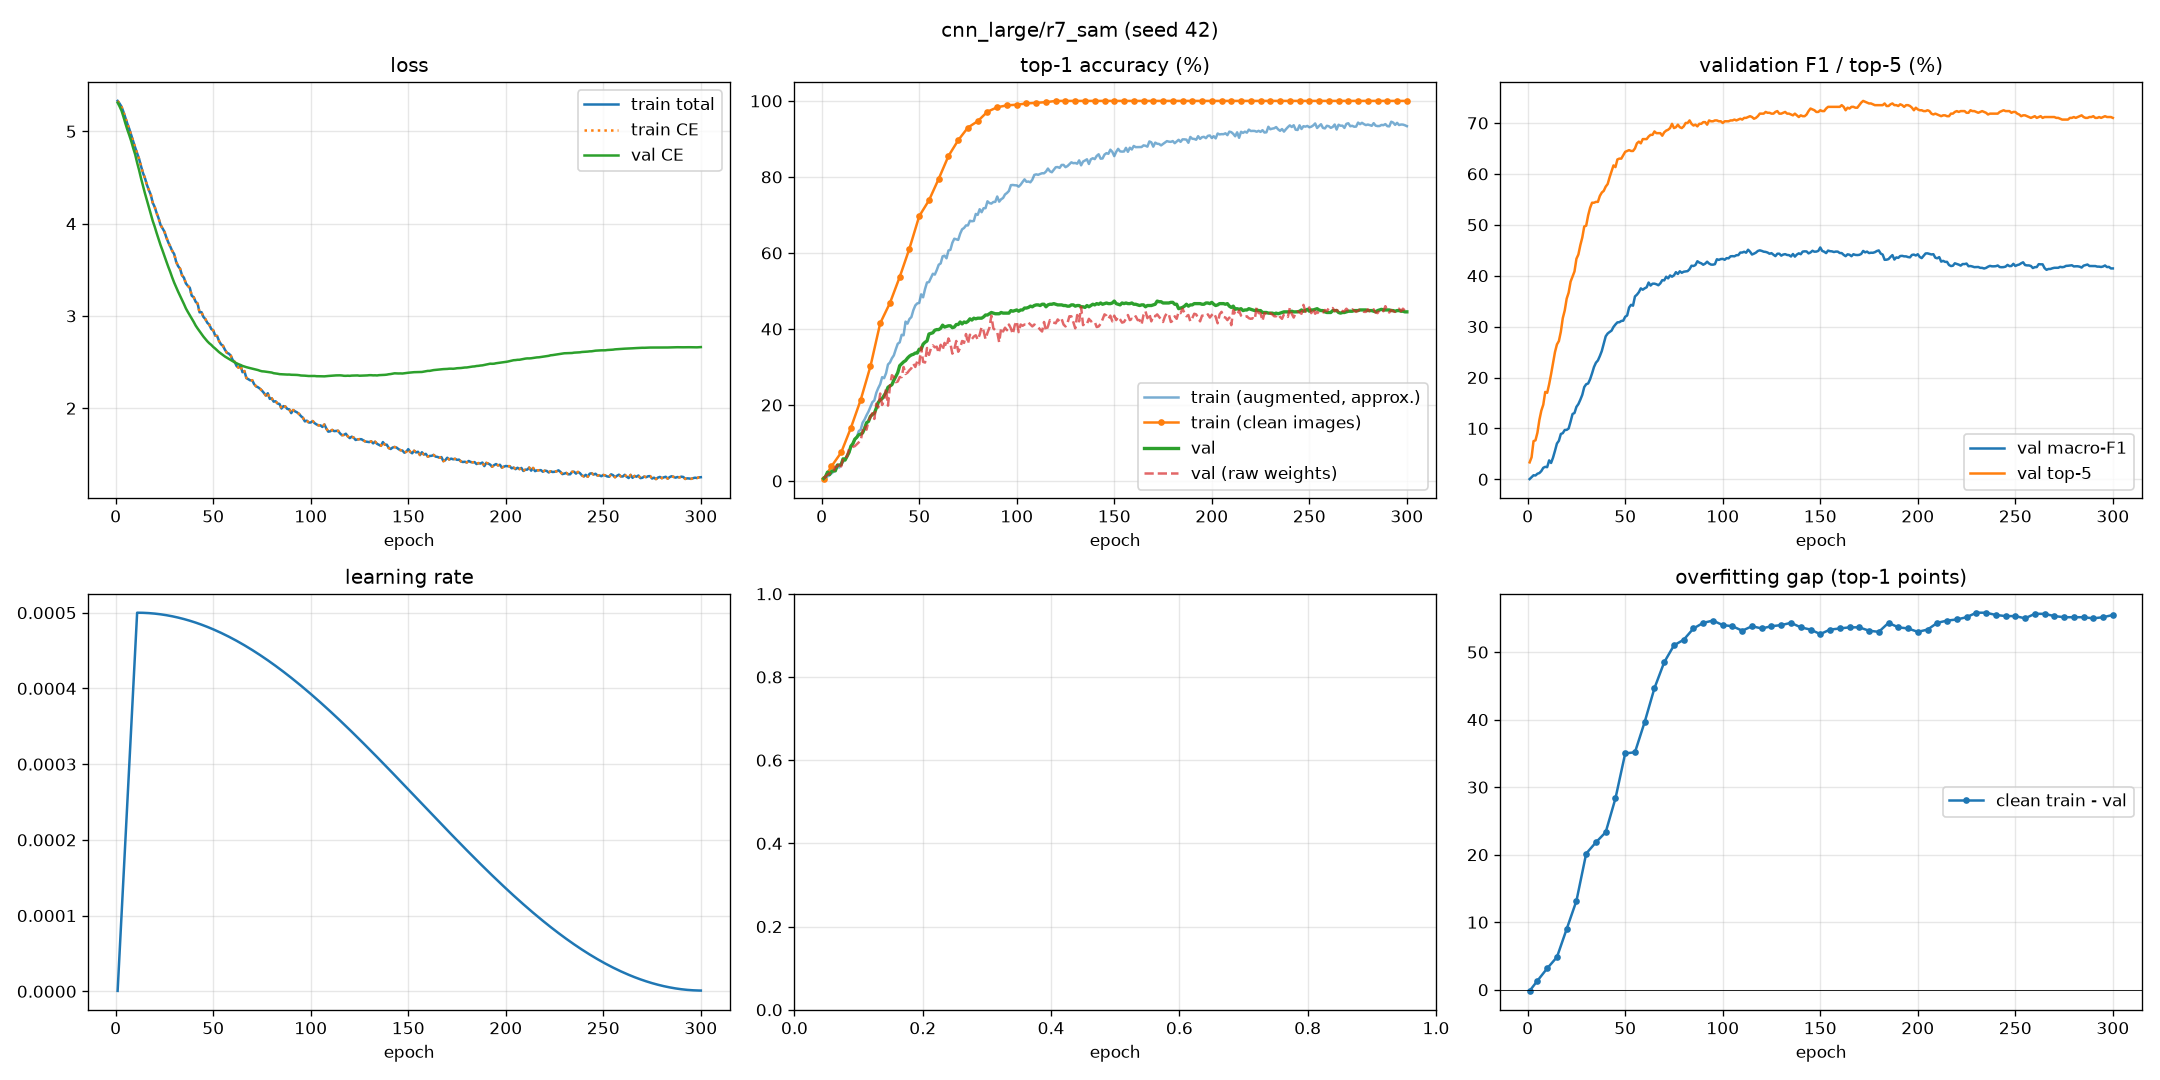 cnn_large/r7_sam (seed 42)
loss
train total
train CE
val CE
5
4
3
2
0 50 100 150 200 250 300
epoch
top-1 accuracy (%)
100
80
60
40
20
0
train (augmented, approx.)
train (clean images)
val
val (raw weights)
0 50 100 150 200 250 300
epoch
validation F1 / top-5 (%)
70
60
50
40
30
20
10
0
val macro-F1
val top-5
0 50 100 150 200 250 300
epoch
learning rate
0.0005
0.0004
0.0003
0.0002
0.0001
0.0000
0 50 100 150 200 250 300
epoch
1.0
0.8
0.6
0.4
0.2
0.0
0.0 0.2 0.4 0.6 0.8 1.0
epoch
overfitting gap (top-1 points)
50
40
30
20
10
0
clean train - val
0 50 100 150 200 250 300
epoch